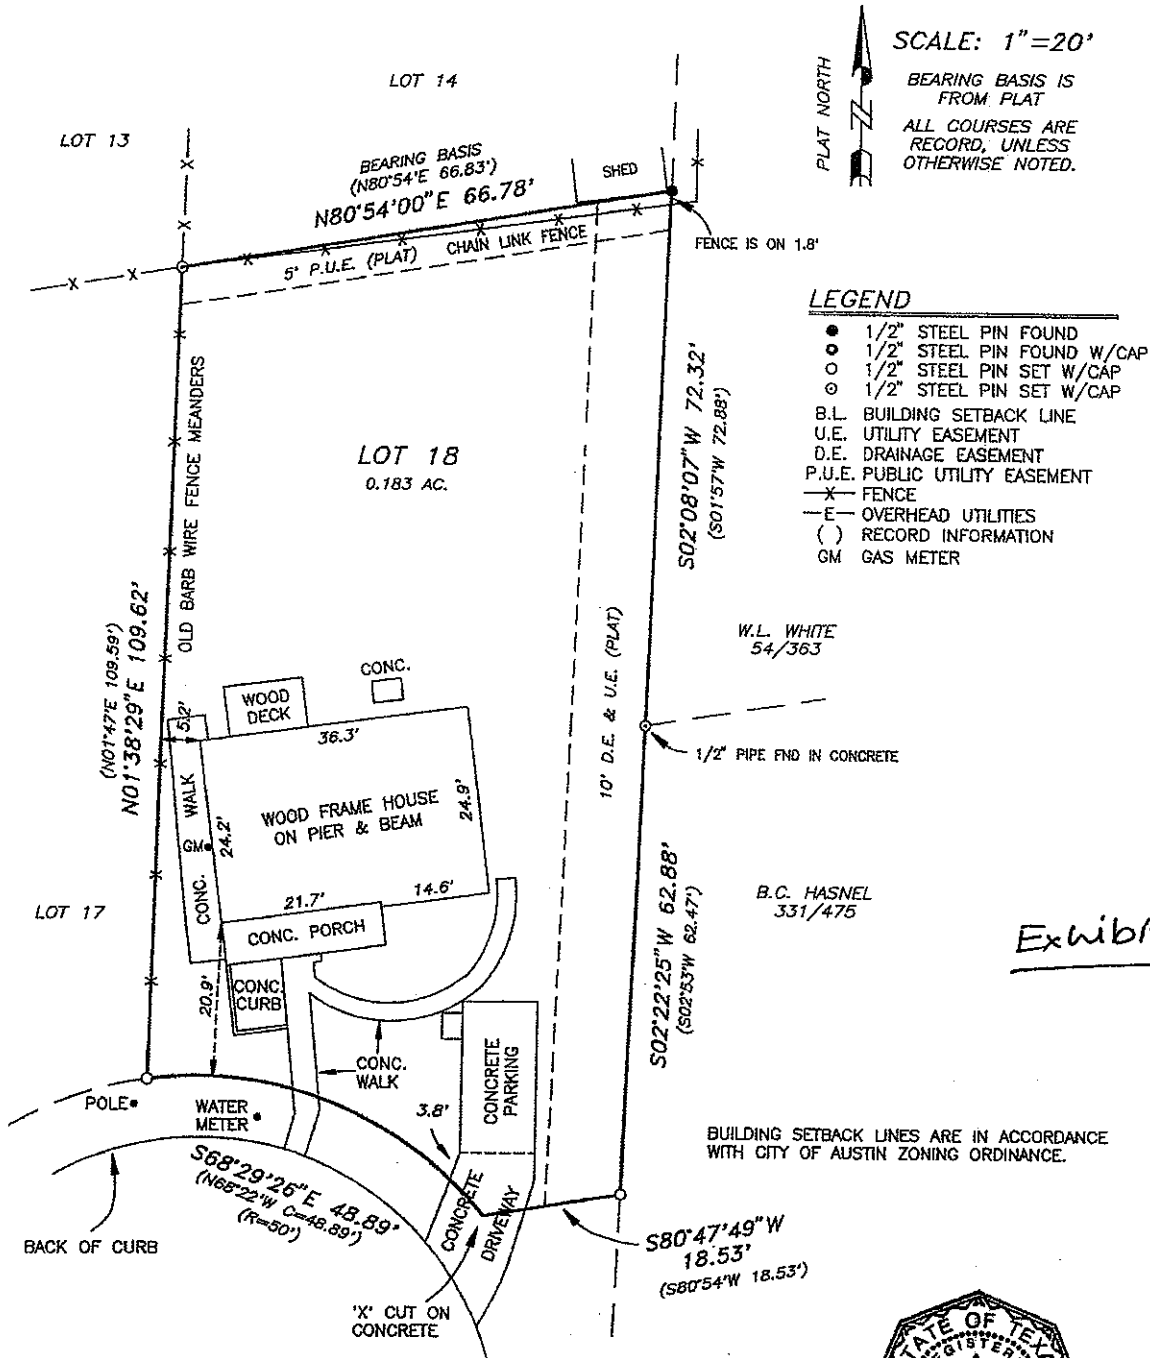 SCALE: 1"=20'
PLAT NORTH
BEARING BASIS IS
FROM PLAT
ALL COURSES ARE
RECORD, UNLESS
OTHERWISE NOTED.
LOT 14
LOT 13
BEARING BASIS
(N80°54'E 66.83')
N80°54'00"E 66.78'
SHED
FENCE IS ON 1.8'
5' P.U.E. (PLAT)
CHAIN LINK FENCE
LEGEND
1/2" STEEL PIN FOUND
1/2" STEEL PIN FOUND W/CAP
1/2" STEEL PIN SET W/CAP
1/2" STEEL PIN SET W/CAP
B.L. BUILDING SETBACK LINE
U.E. UTILITY EASEMENT
D.E. DRAINAGE EASEMENT
P.U.E. PUBLIC UTILITY EASEMENT
X FENCE
E OVERHEAD UTILITIES
( ) RECORD INFORMATION
GM GAS METER
OLD BARB WIRE FENCE MEANDERS
LOT 18
0.183 AC.
S02°08'07"W 72.32'
(S01°57'W 72.88')
N01°38'29"E 109.62'
(N01°47'E 109.59')
W.L. WHITE
54/363
10' D.E. & U.E. (PLAT)
1/2" PIPE FND IN CONCRETE
CONC.
WOOD
DECK
5.2'
36.3'
WOOD FRAME HOUSE
ON PIER & BEAM
24.9'
24.2'
CONC. WALK
GM
21.7'
14.6'
CONC. PORCH
LOT 17
S02°22'25"W 62.88'
(S02°53'W 62.47')
B.C. HASNEL
331/475
20.9'
CONC.
CURB
CONC.
WALK
CONCRETE
PARKING
3.8'
POLE
WATER
METER
S68°29'26"E 48.89'
(N68°22'W C=48.89')
(R=50')
BACK OF CURB
CONCRETE
DRIVEWAY
'X' CUT ON
CONCRETE
S80°47'49"W
18.53'
(S80°54'W 18.53')
BUILDING SETBACK LINES ARE IN ACCORDANCE
WITH CITY OF AUSTIN ZONING ORDINANCE.